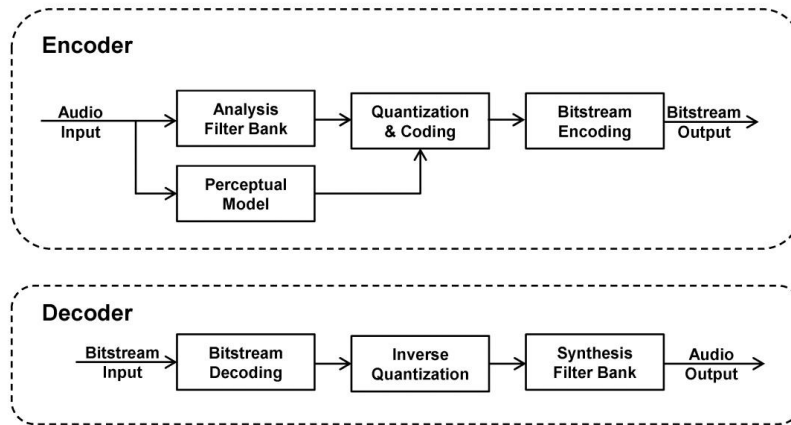 Encoder
Audio
Input
Analysis
Filter Bank
Quantization
& Coding
Bitstream
Encoding
Bitstream
Output
Perceptual
Model
Decoder
Bitstream
Input
Bitstream
Decoding
Inverse
Quantization
Synthesis
Filter Bank
Audio
Output